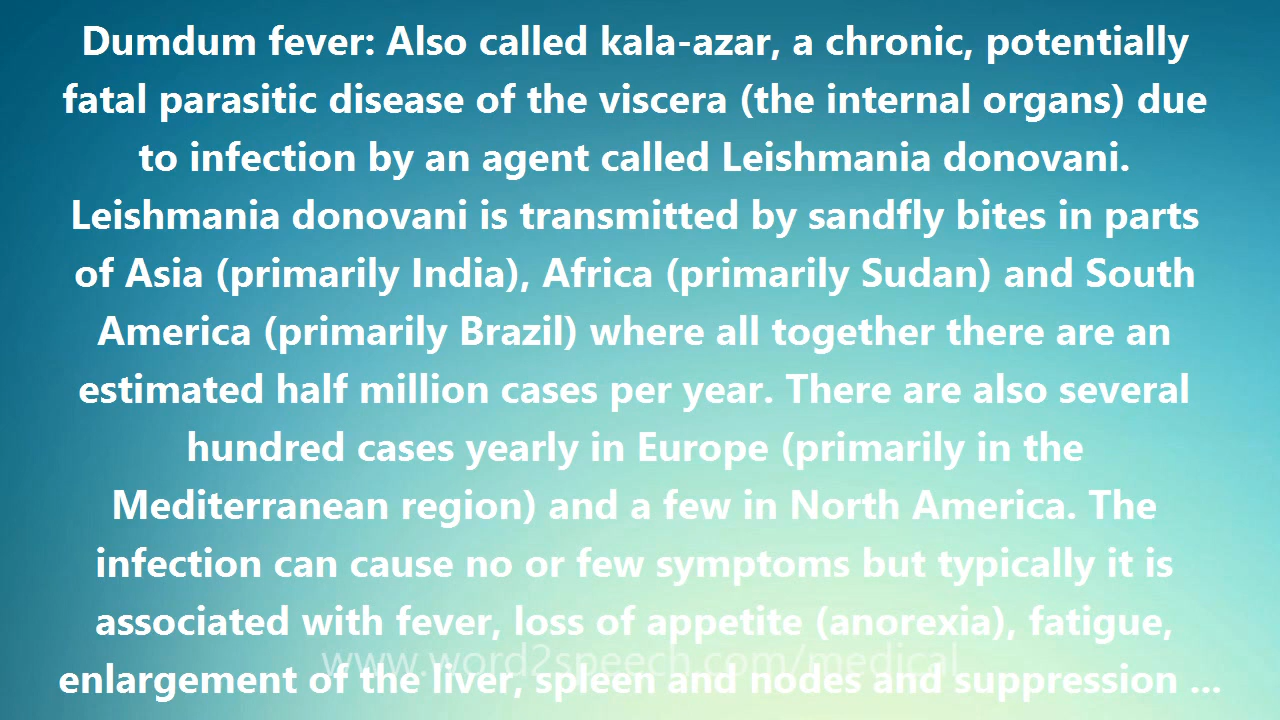 Dumdum fever: Also called kala-azar, a chronic, potentially
fatal parasitic disease of the viscera (the internal organs) due
to infection by an agent called Leishmania donovani.
Leishmania donovani is transmitted by sandfly bites in parts
of Asia (primarily India), Africa (primarily Sudan) and South
America (primarily Brazil) where all together there are an
estimated half million cases per year. There are also several
hundred cases yearly in Europe (primarily in the
Mediterranean region) and a few in North America. The
infection can cause no or few symptoms but typically it is
associated with fever, loss of appetite (anorexia), fatigue,
www.word2speech.com/medical
enlargement of the liver, spleen and nodes and suppression ...